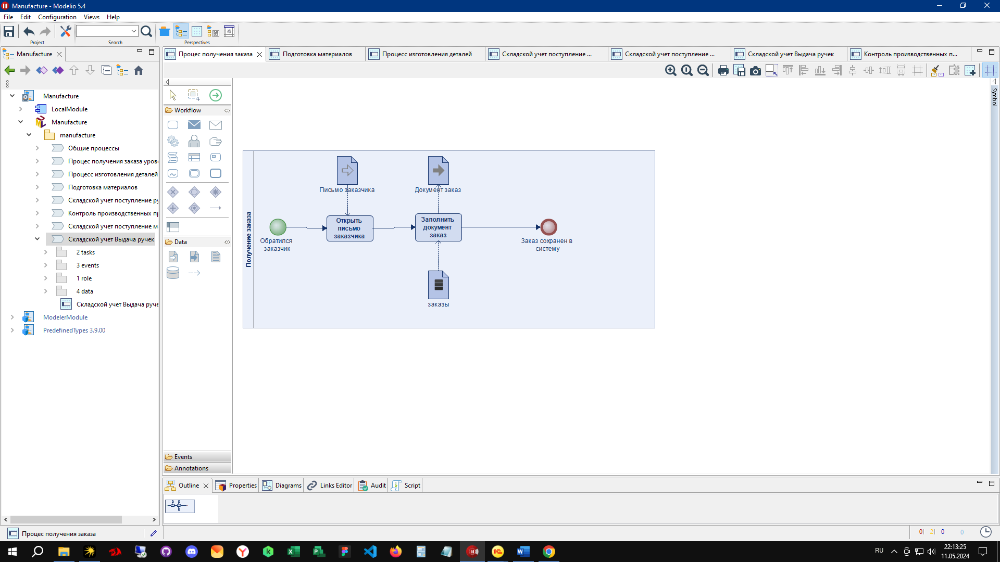 Manufacture - Modelio 5.4
File Edit Configuration Views Help
Project Search Perspectives
Manufacture
Процес получения заказа
Подготовка материалов
Процесс изготовления деталей
Складской учет поступление ...
Складской учет поступление ...
Складской учет Выдача ручек
Контроль производственных п...
Manufacture
LocalModule
Manufacture
manufacture
Общие процессы
Процес получения заказа урове
Процесс изготовления деталей
Подготовка материалов
Складской учет поступление ру
Контроль производственных пр
Складской учет поступление м
Складской учет Выдача ручек
2 tasks
3 events
1 role
4 data
Складской учет Выдача руче
ModelerModule
PredefinedTypes 3.9.00
Workflow
Data
Events
Annotations
Symbol
Получение заказа
Письмо заказчика
Документ заказ
Обратился
заказчик
Открыть
письмо
заказчика
Заполнить
документ
заказ
Заказ сохранен в
систему
заказы
Outline
Properties
Diagrams
Links Editor
Audit
Script
Процес получения заказа
0 2 0 0
RU
22:13:25
11.05.2024